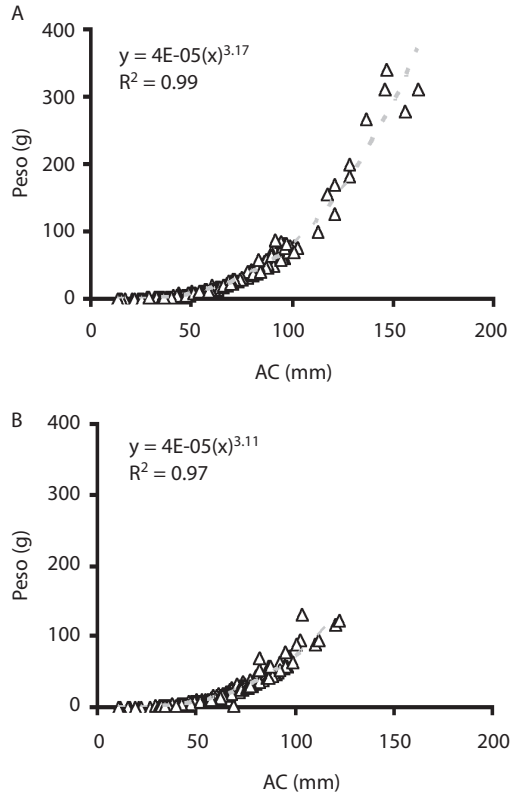 A
400
y = 4E-05(x)^3.17
R² = 0.99
300
Peso (g)
200
100
0
0 50 100 150 200
AC (mm)
B
400
y = 4E-05(x)^3.11
R² = 0.97
300
Peso (g)
200
100
0
0 50 100 150 200
AC (mm)